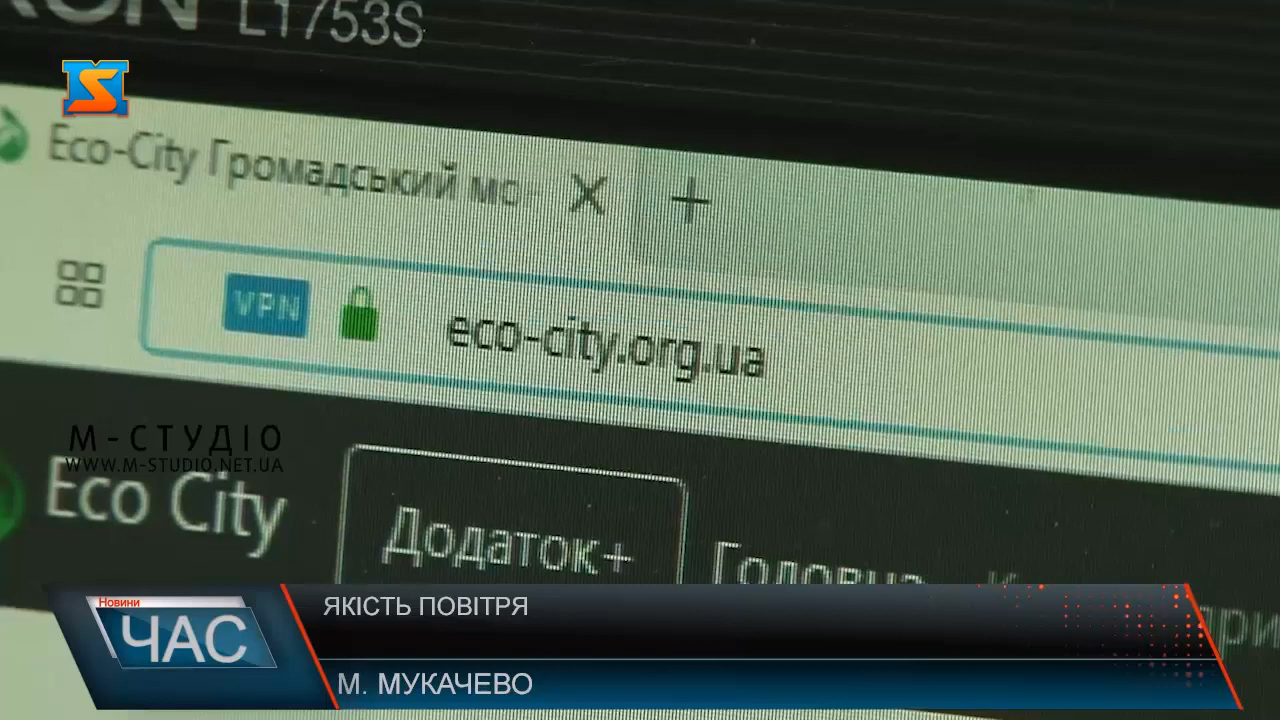 L1753S
Eco-City Громадський мо
VPN
eco-city.org.ua
М-СТУДІО
WWW.M-STUDIO.NET.UA
Eco City
Додаток+
Головна
Новини
ЧАС
ЯКІСТЬ ПОВІТРЯ
М. МУКАЧЕВО